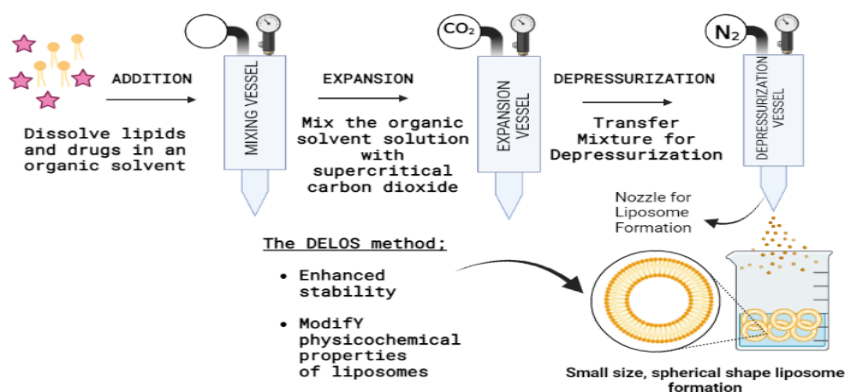 ADDITION
Dissolve lipids
and drugs in an
organic solvent
MIXING VESSEL
EXPANSION
Mix the organic
solvent solution
with
supercritical
carbon dioxide
CO₂
EXPANSION
VESSEL
DEPRESSURIZATION
Transfer
Mixture for
Depressurization
N₂
DEPRESSURIZATION
VESSEL
Nozzle for
Liposome
Formation
The DELOS method;
• Enhanced
stability
• ModifY
physicochemical
properties
of liposomes
Small size, spherical shape liposome
formation